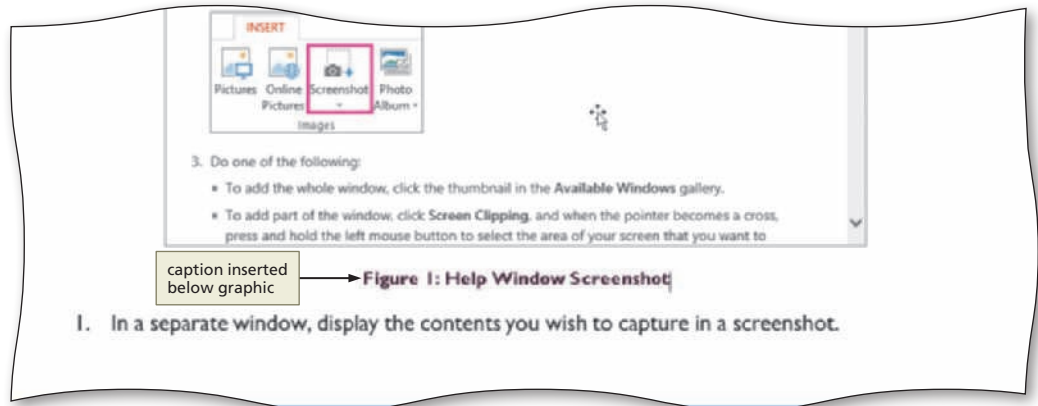 INSERT
Pictures Online Screenshot Photo
Pictures Album
Images
3. Do one of the following:
▪ To add the whole window, click the thumbnail in the Available Windows gallery.
▪ To add part of the window, click Screen Clipping, and when the pointer becomes a cross,
press and hold the left mouse button to select the area of your screen that you want to
caption inserted
below graphic
Figure 1: Help Window Screenshot
1. In a separate window, display the contents you wish to capture in a screenshot.